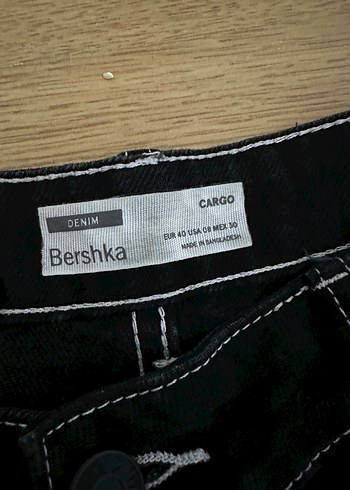 DENIM
CARGO
Bershka
EUR 40 USA 08 MEX 30
MADE IN BANGLADESH